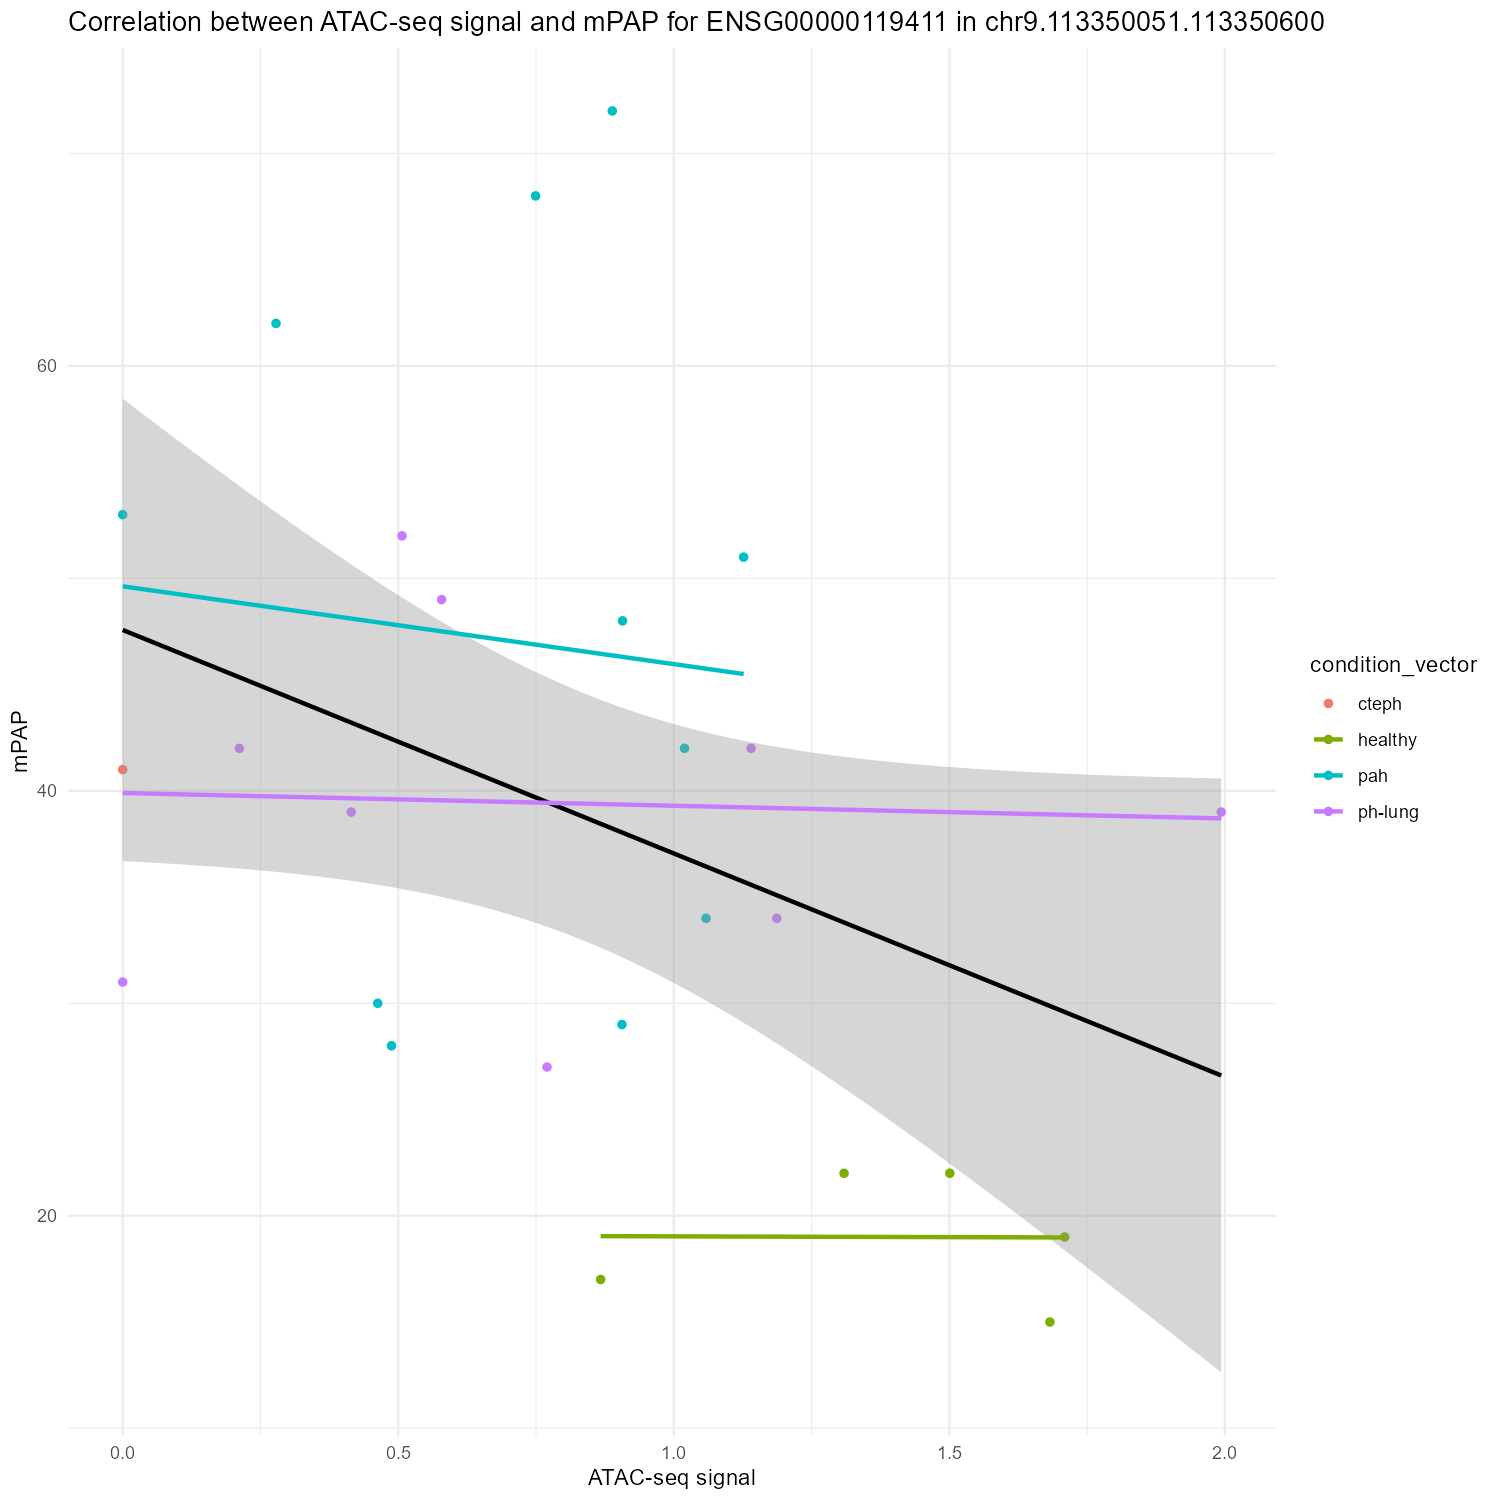 Correlation between ATAC-seq signal and mPAP for ENSG00000119411 in chr9.113350051.113350600
60
40
20
mPAP
0.0
0.5
1.0
1.5
2.0
ATAC-seq signal
condition_vector
cteph
healthy
pah
ph-lung